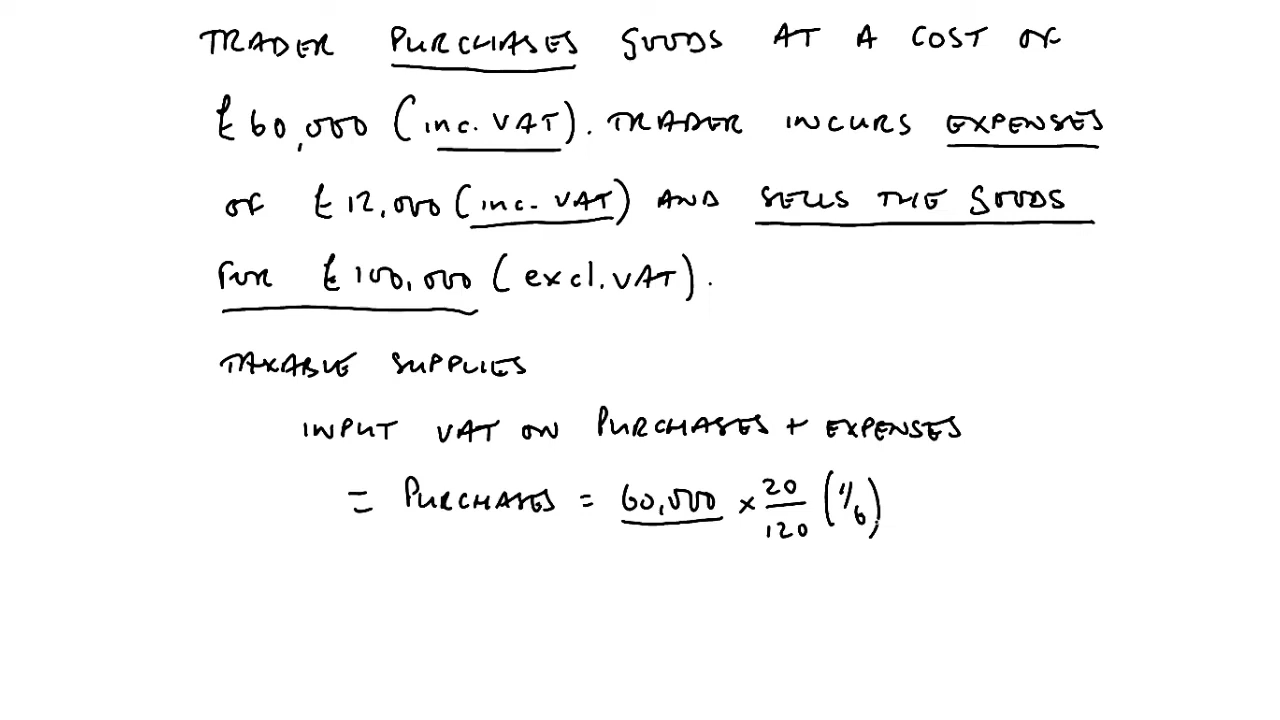 TRADER PURCHASES GOODS AT A COST OF
£60,000 (inc. VAT). TRADER INCURS EXPENSES
OF £12,000 (inc. VAT) AND SELLS THE GOODS
FOR £100,000 (excl. VAT).
TAXABLE SUPPLIES
INPUT VAT ON PURCHASES + EXPENSES
= PURCHASES = 60,000 × 20/120 (1/6)